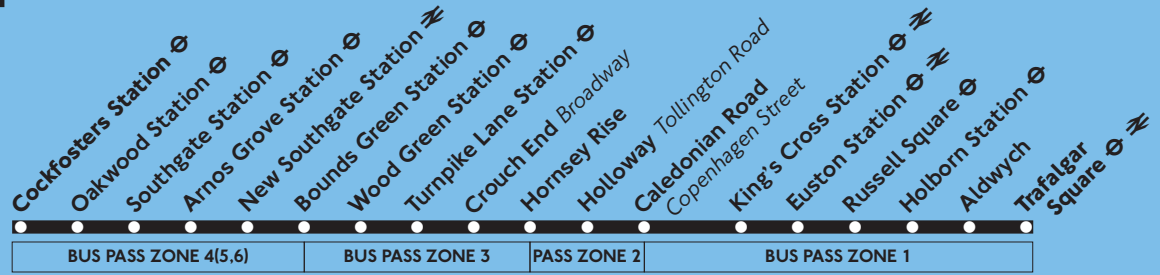 Cockfosters Station
Oakwood Station
Southgate Station
Arnos Grove Station
New Southgate Station
Bounds Green Station
Wood Green Station
Turnpike Lane Station
Crouch End Broadway
Hornsey Rise
Holloway Tollington Road
Caledonian Road
Copenhagen Street
King's Cross Station
Euston Station
Russell Square
Holborn Station
Aldwych
Trafalgar
Square
BUS PASS ZONE 4(5,6)
BUS PASS ZONE 3
PASS ZONE 2
BUS PASS ZONE 1